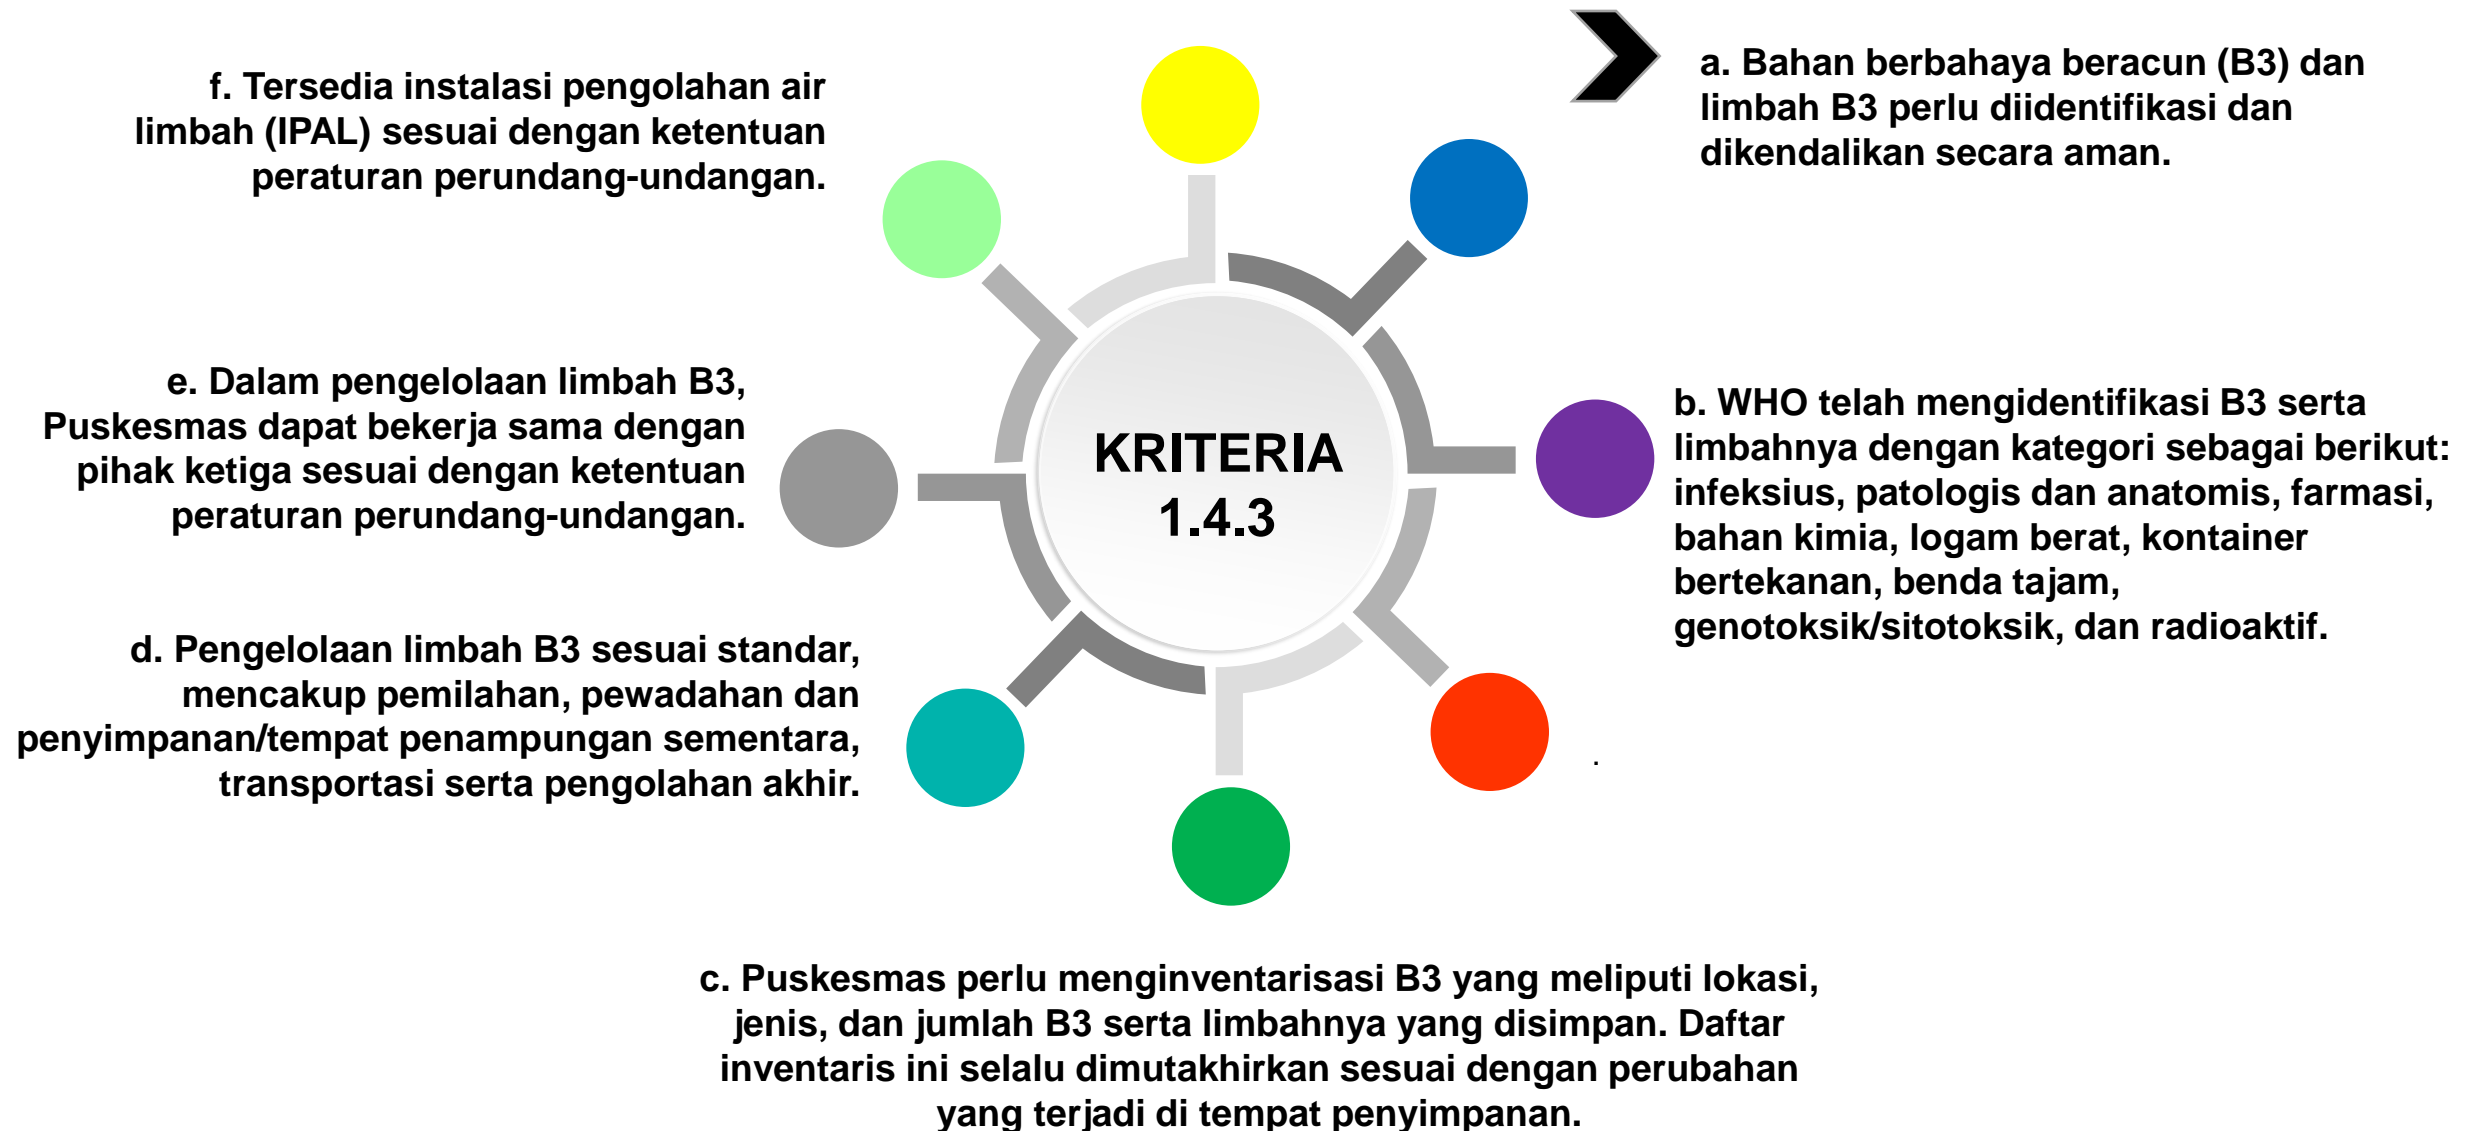 a. Bahan berbahaya beracun (B3) dan
limbah B3 perlu diidentifikasi dan
dikendalikan secara aman.
b. WHO telah mengidentifikasi B3 serta
limbahnya dengan kategori sebagai berikut:
infeksius, patologis dan anatomis, farmasi,
bahan kimia, logam berat, kontainer
bertekanan, benda tajam,
genotoksik/sitotoksik, dan radioaktif.
.
c. Puskesmas perlu menginventarisasi B3 yang meliputi lokasi,
jenis, dan jumlah B3 serta limbahnya yang disimpan. Daftar
inventaris ini selalu dimutakhirkan sesuai dengan perubahan
yang terjadi di tempat penyimpanan.
d. Pengelolaan limbah B3 sesuai standar,
mencakup pemilahan, pewadahan dan
penyimpanan/tempat penampungan sementara,
transportasi serta pengolahan akhir.
e. Dalam pengelolaan limbah B3,
Puskesmas dapat bekerja sama dengan
pihak ketiga sesuai dengan ketentuan
peraturan perundang-undangan.
f. Tersedia instalasi pengolahan air
limbah (IPAL) sesuai dengan ketentuan
peraturan perundang-undangan.
KRITERIA
1.4.3